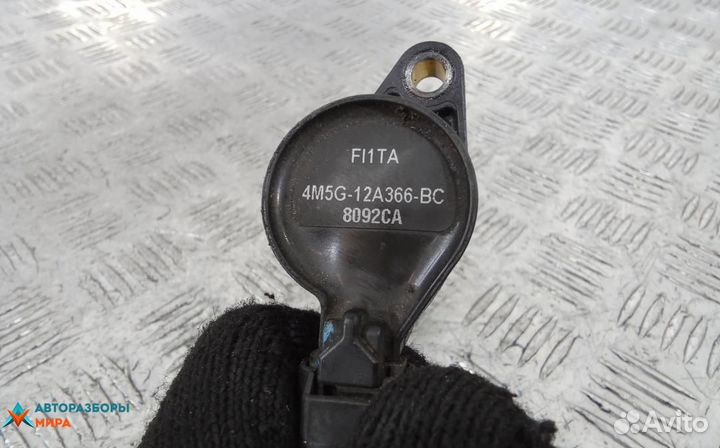 FI1TA
4M5G-12A366-BC
8092CA
АВТОРАЗБОРЫ
МИРА
Avito